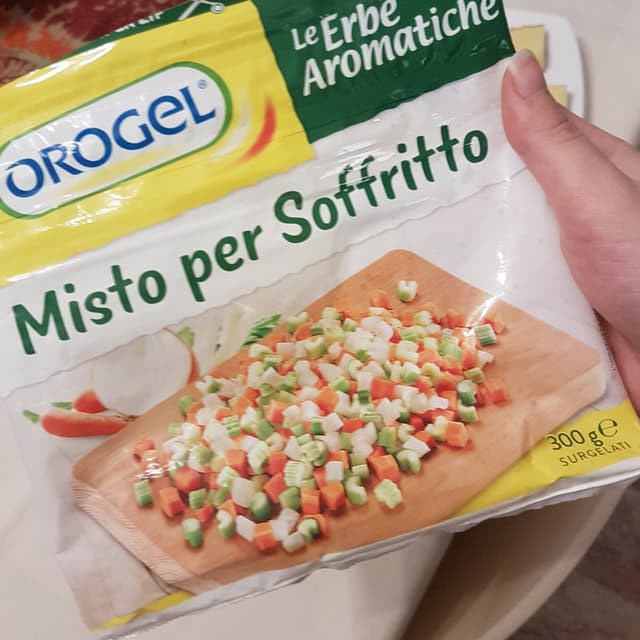 Le Erbe
Aromatiche
OROGEL®
Misto per Soffritto
300 g ℮
SURGELATI